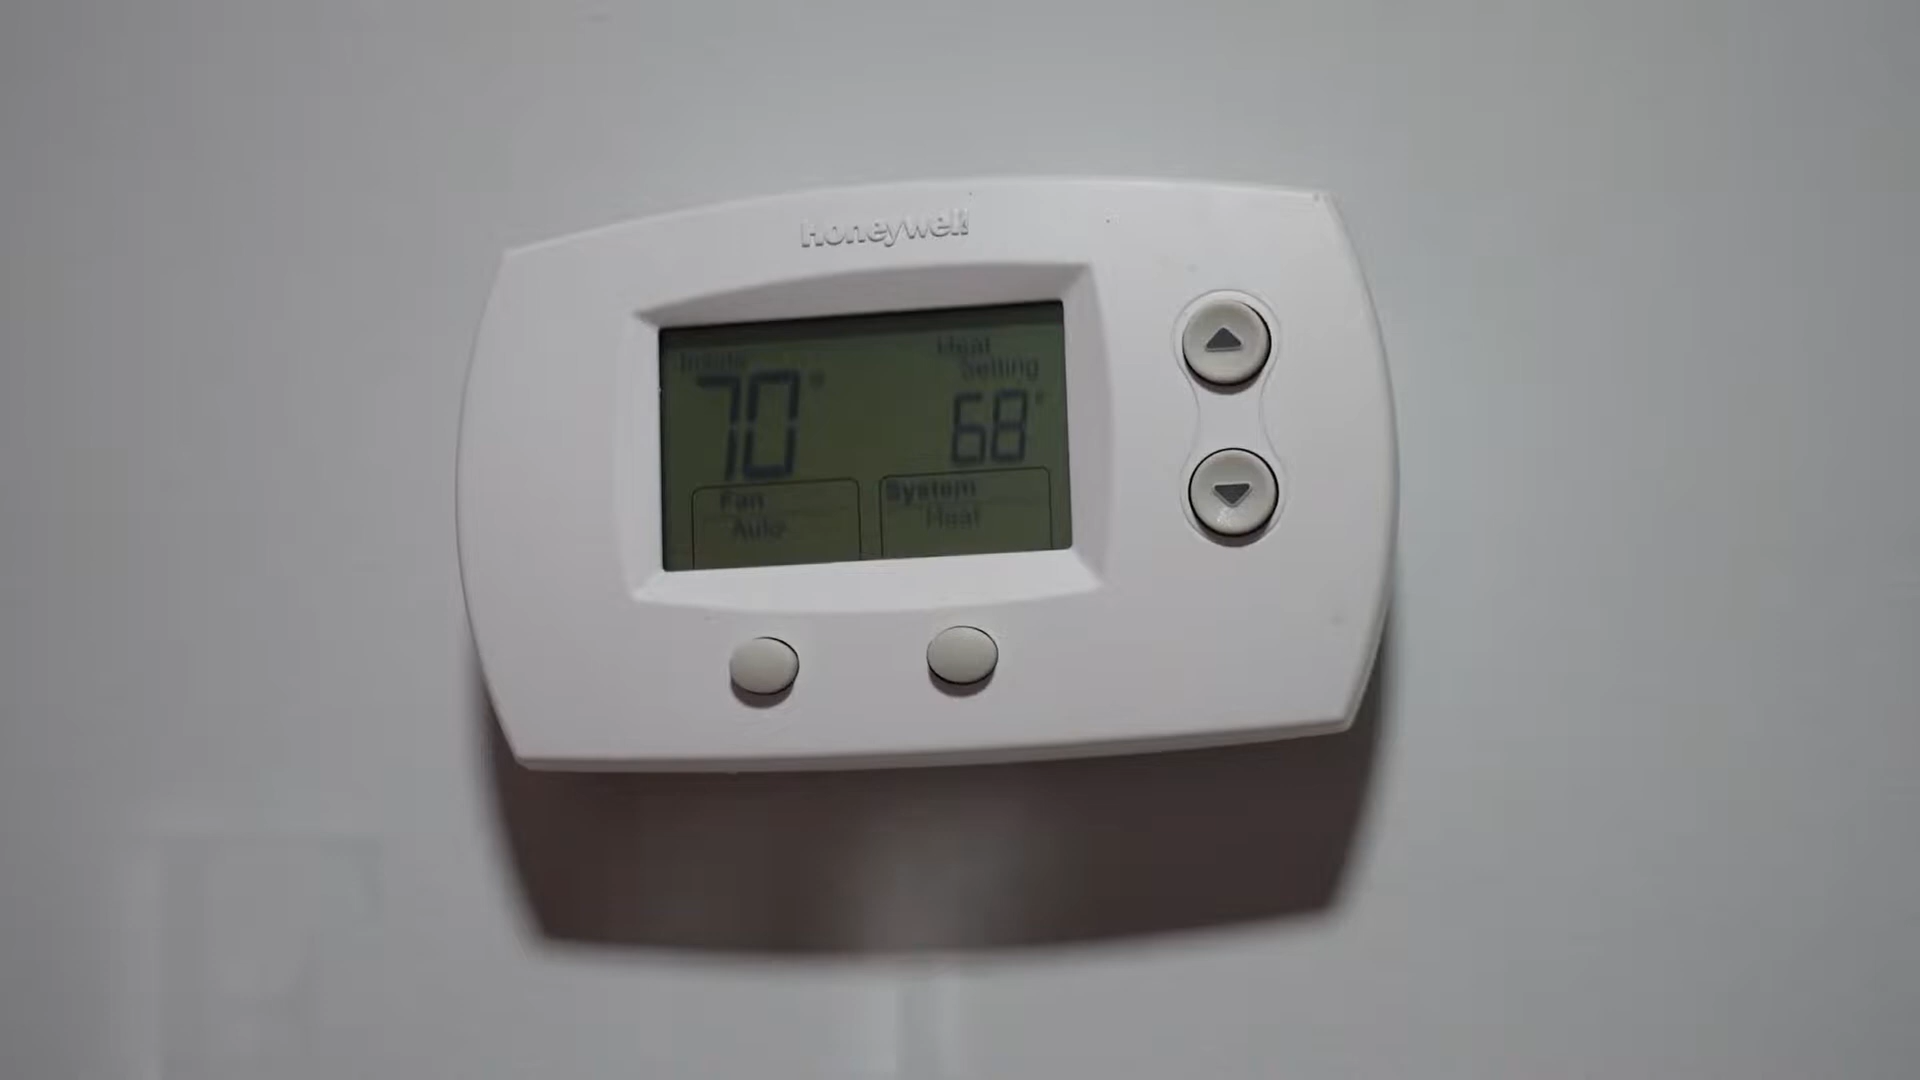 Honeywell
Inside
Heat
Setting
70°
68°
Fan
Auto
System
Heat